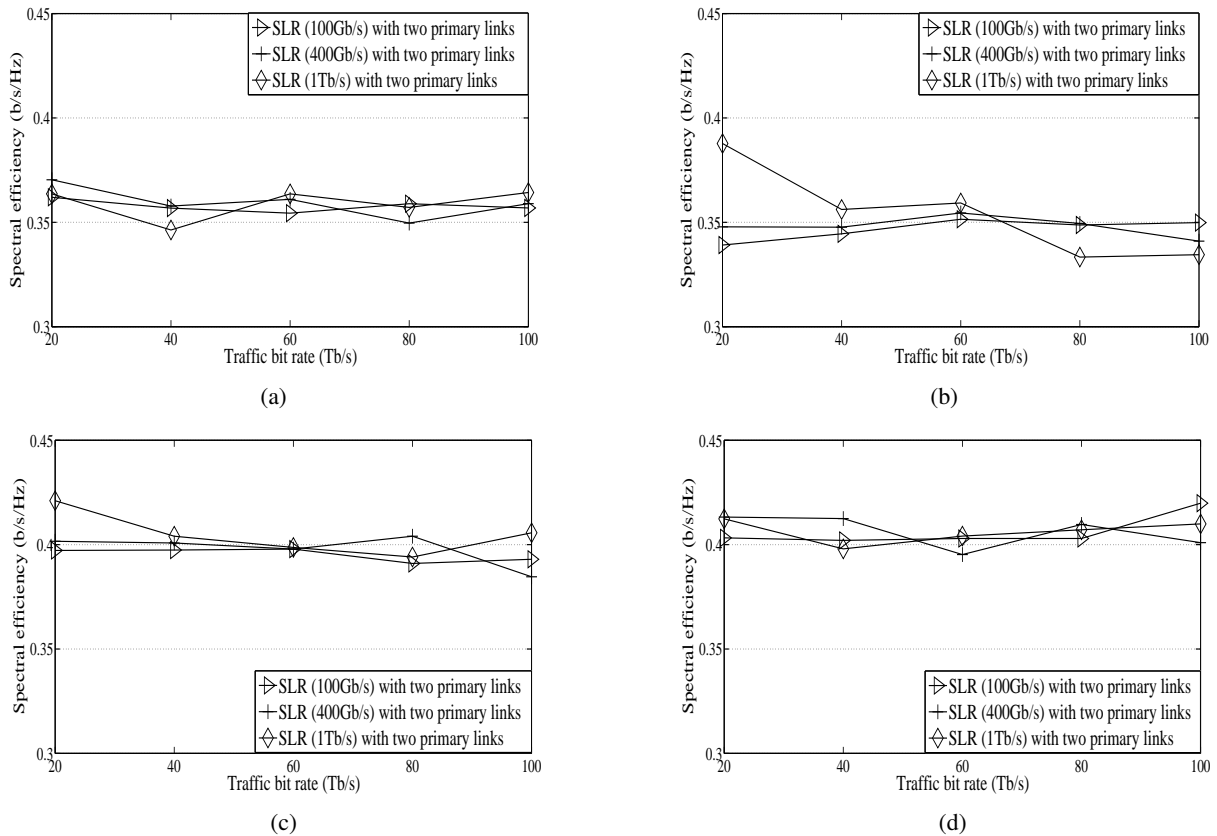 0.45
SLR (100Gb/s) with two primary links
SLR (400Gb/s) with two primary links
SLR (1Tb/s) with two primary links
0.4
0.35
0.3
Spectral efficiency (b/s/Hz)
20 40 60 80 100
Traffic bit rate (Tb/s)
(a)
0.45
SLR (100Gb/s) with two primary links
SLR (400Gb/s) with two primary links
SLR (1Tb/s) with two primary links
0.4
0.35
0.3
Spectral efficiency (b/s/Hz)
20 40 60 80 100
Traffic bit rate (Tb/s)
(b)
0.45
0.4
0.35
0.3
Spectral efficiency (b/s/Hz)
SLR (100Gb/s) with two primary links
SLR (400Gb/s) with two primary links
SLR (1Tb/s) with two primary links
20 40 60 80 100
Traffic bit rate (Tb/s)
(c)
0.45
0.4
0.35
0.3
Spectral efficiency (b/s/Hz)
SLR (100Gb/s) with two primary links
SLR (400Gb/s) with two primary links
SLR (1Tb/s) with two primary links
20 40 60 80 100
Traffic bit rate (Tb/s)
(d)